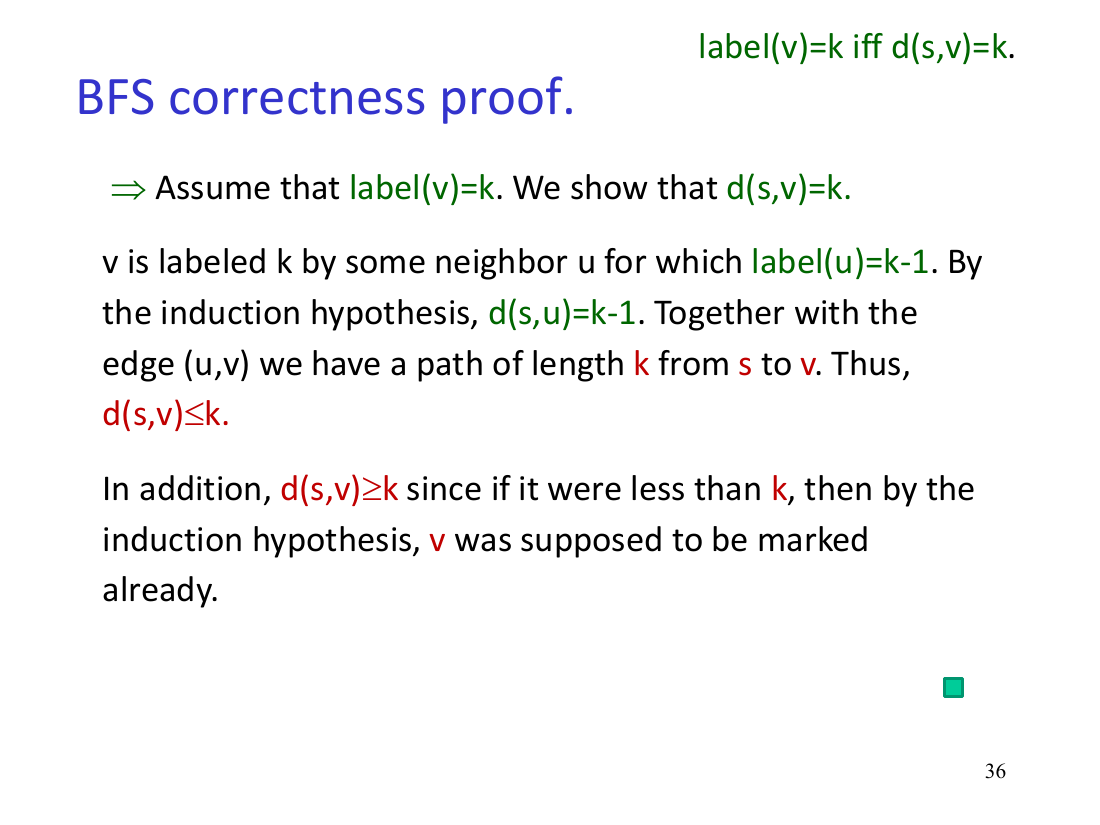 label(v)=k iff d(s,v)=k.
BFS correctness proof.
⇒ Assume that label(v)=k. We show that d(s,v)=k.
v is labeled k by some neighbor u for which label(u)=k-1. By
the induction hypothesis, d(s,u)=k-1. Together with the
edge (u,v) we have a path of length k from s to v. Thus,
d(s,v)≤k.
In addition, d(s,v)≥k since if it were less than k, then by the
induction hypothesis, v was supposed to be marked
already.
36